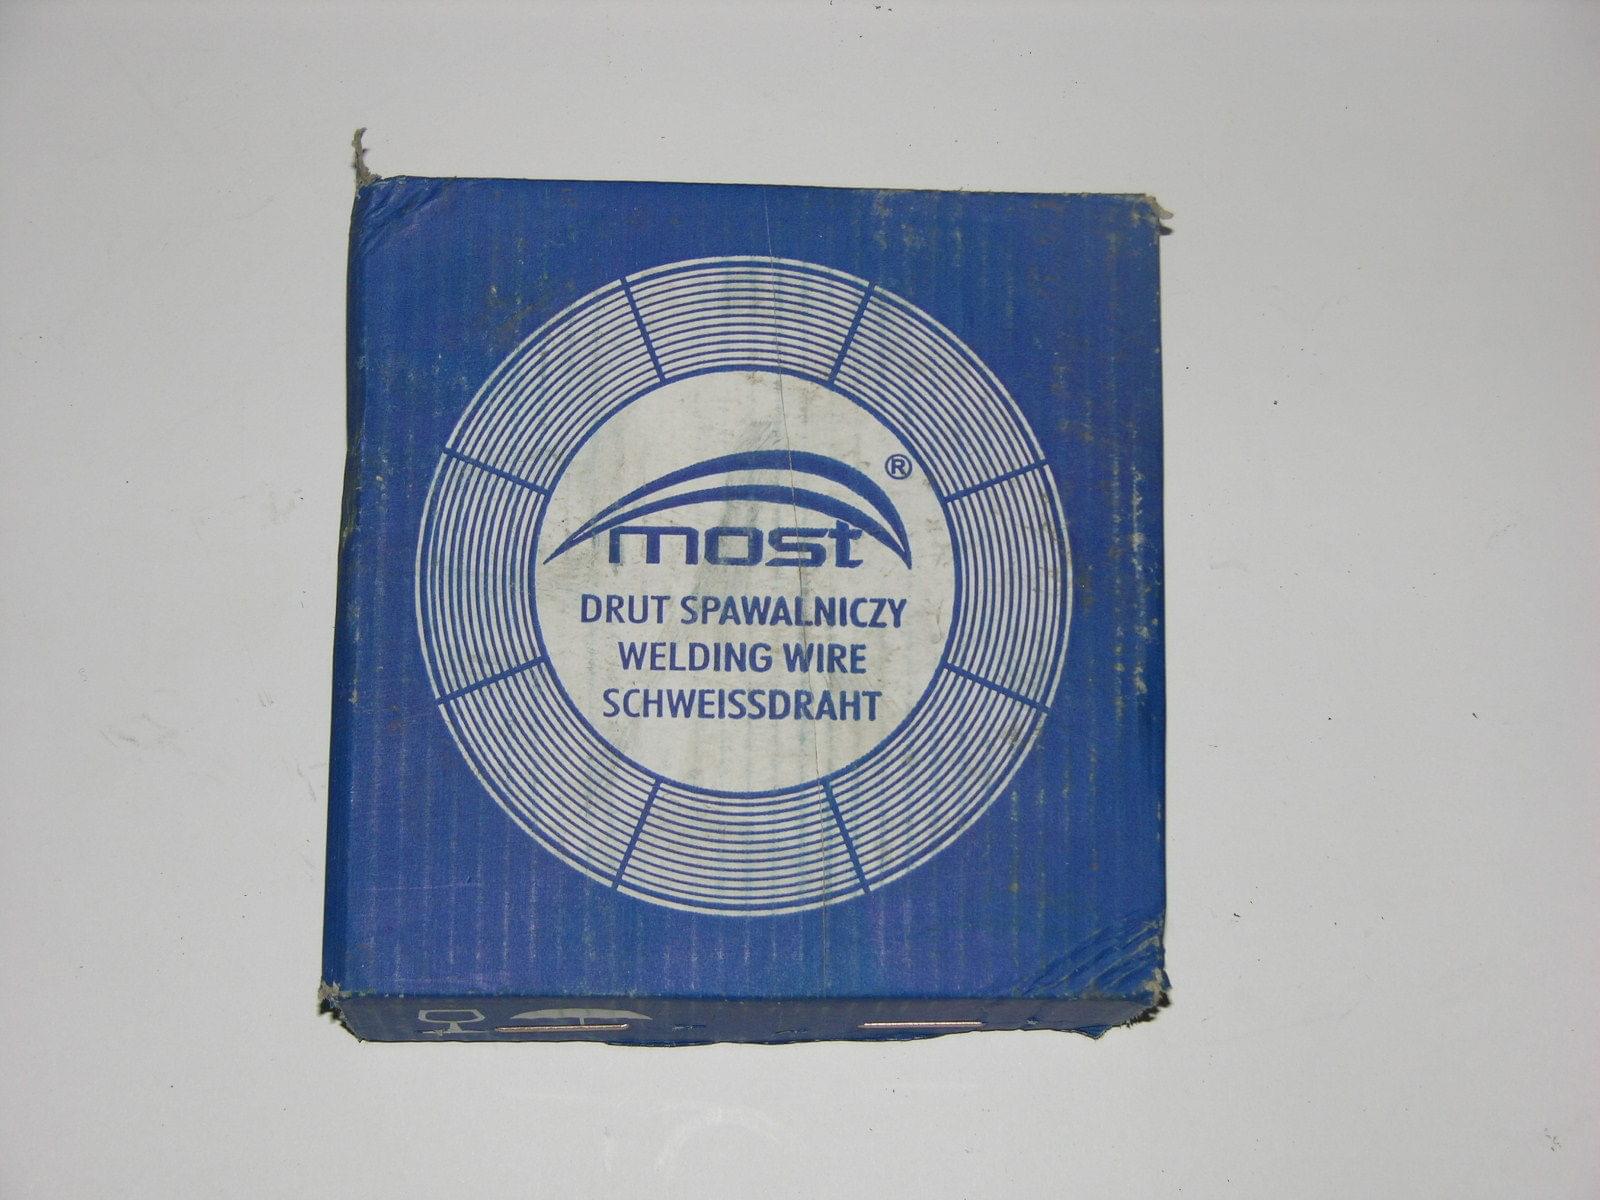 most ®
DRUT SPAWALNICZY
WELDING WIRE
SCHWEISSDRAHT